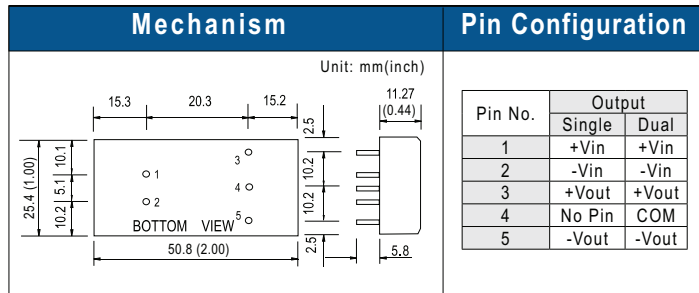 Mechanism
Pin Configuration
Unit: mm(inch)
15.3
20.3
15.2
11.27
(0.44)
2.5
10.2
10.2
2.5
25.4 (1.00)
10.1
5.1
10.2
1
2
3
4
5
BOTTOM VIEW
50.8 (2.00)
5.8
Pin No. Output
Single Dual
1 +Vin +Vin
2 -Vin -Vin
3 +Vout +Vout
4 No Pin COM
5 -Vout -Vout